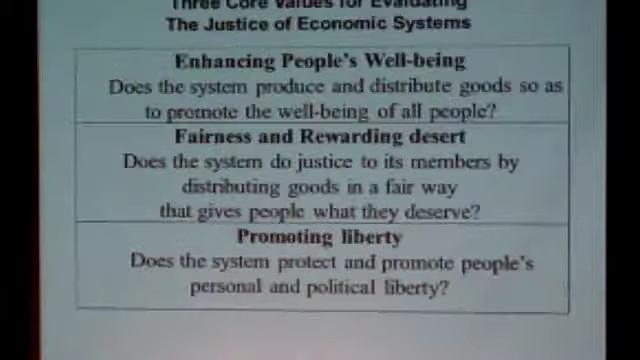 Three Core Values for Evaluating
The Justice of Economic Systems
Enhancing People's Well-being
Does the system produce and distribute goods so as
to promote the well-being of all people?
Fairness and Rewarding desert
Does the system do justice to its members by
distributing goods in a fair way
that gives people what they deserve?
Promoting liberty
Does the system protect and promote people's
personal and political liberty?